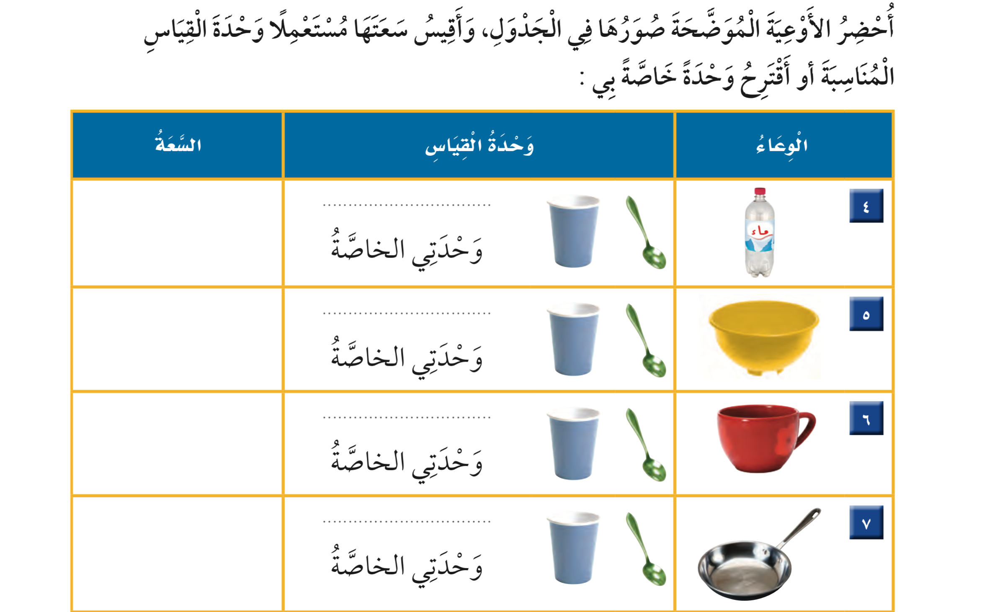 أُحْضِرُ الأَوْعِيَةَ الْمُوَضَّحَةَ صُوَرُهَا فِي الْجَدْوَلِ، وَأَقِيسُ سَعَتَهَا مُسْتَعْمِلًا وَحْدَةَ الْقِيَاسِ
الْمُنَاسِبَةَ أو أَقْتَرِحُ وَحْدَةً خَاصَّةً بِي :
الْوِعَاءُ وَحْدَةُ الْقِيَاسِ السَّعَةُ
٤
ماء
..................................
وَحْدَتِي الخاصَّةُ
٥
..................................
وَحْدَتِي الخاصَّةُ
٦
..................................
وَحْدَتِي الخاصَّةُ
٧
..................................
وَحْدَتِي الخاصَّةُ